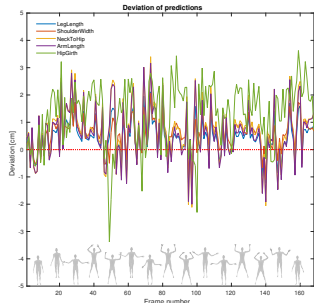 Deviation of predictions
LegLength
ShoulderWidth
NeckToHip
ArmLength
HipGirth
Deviation[cm]
5
4
3
2
1
0
-1
-2
-3
-4
-5
20 40 60 80 100 120 140 160
Frame number